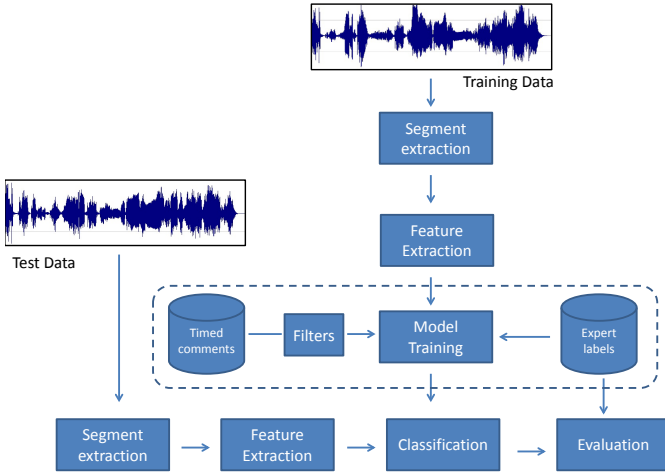 Training Data
Segment
extraction
Feature
Extraction
Test Data
Timed
comments
Filters
Model
Training
Expert
labels
Segment
extraction
Feature
Extraction
Classification
Evaluation